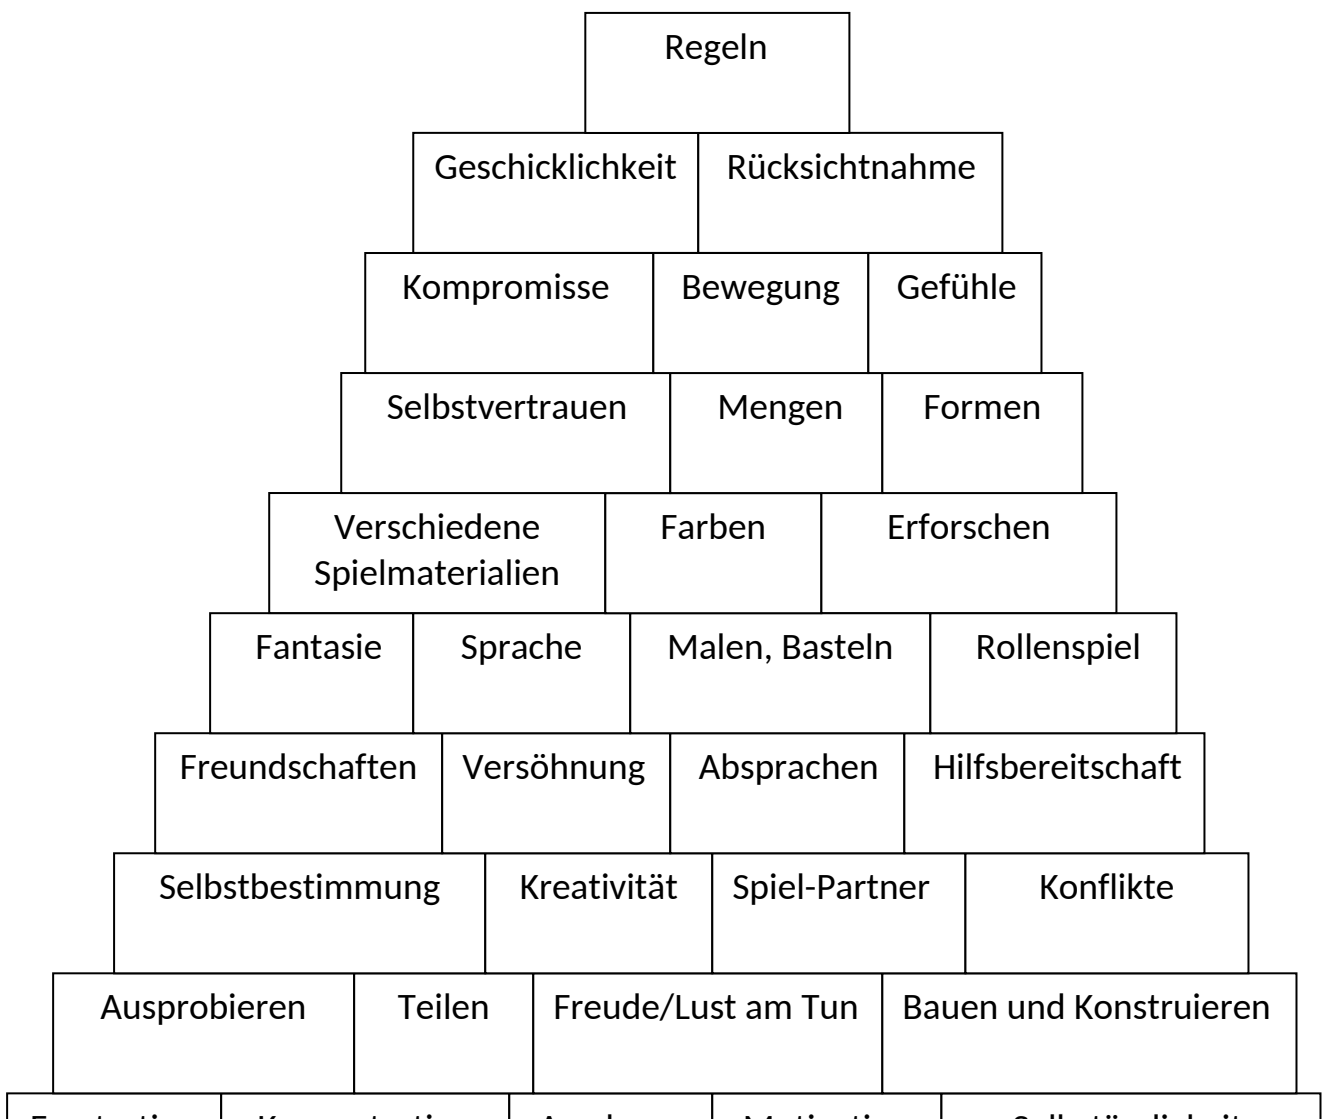 Regeln
Geschicklichkeit Rücksichtnahme
Kompromisse Bewegung Gefühle
Selbstvertrauen Mengen Formen
Verschiedene Farben Erforschen
Spielmaterialien
Fantasie Sprache Malen, Basteln Rollenspiel
Freundschaften Versöhnung Absprachen Hilfsbereitschaft
Selbstbestimmung Kreativität Spiel-Partner Konflikte
Ausprobieren Teilen Freude/Lust am Tun Bauen und Konstruieren